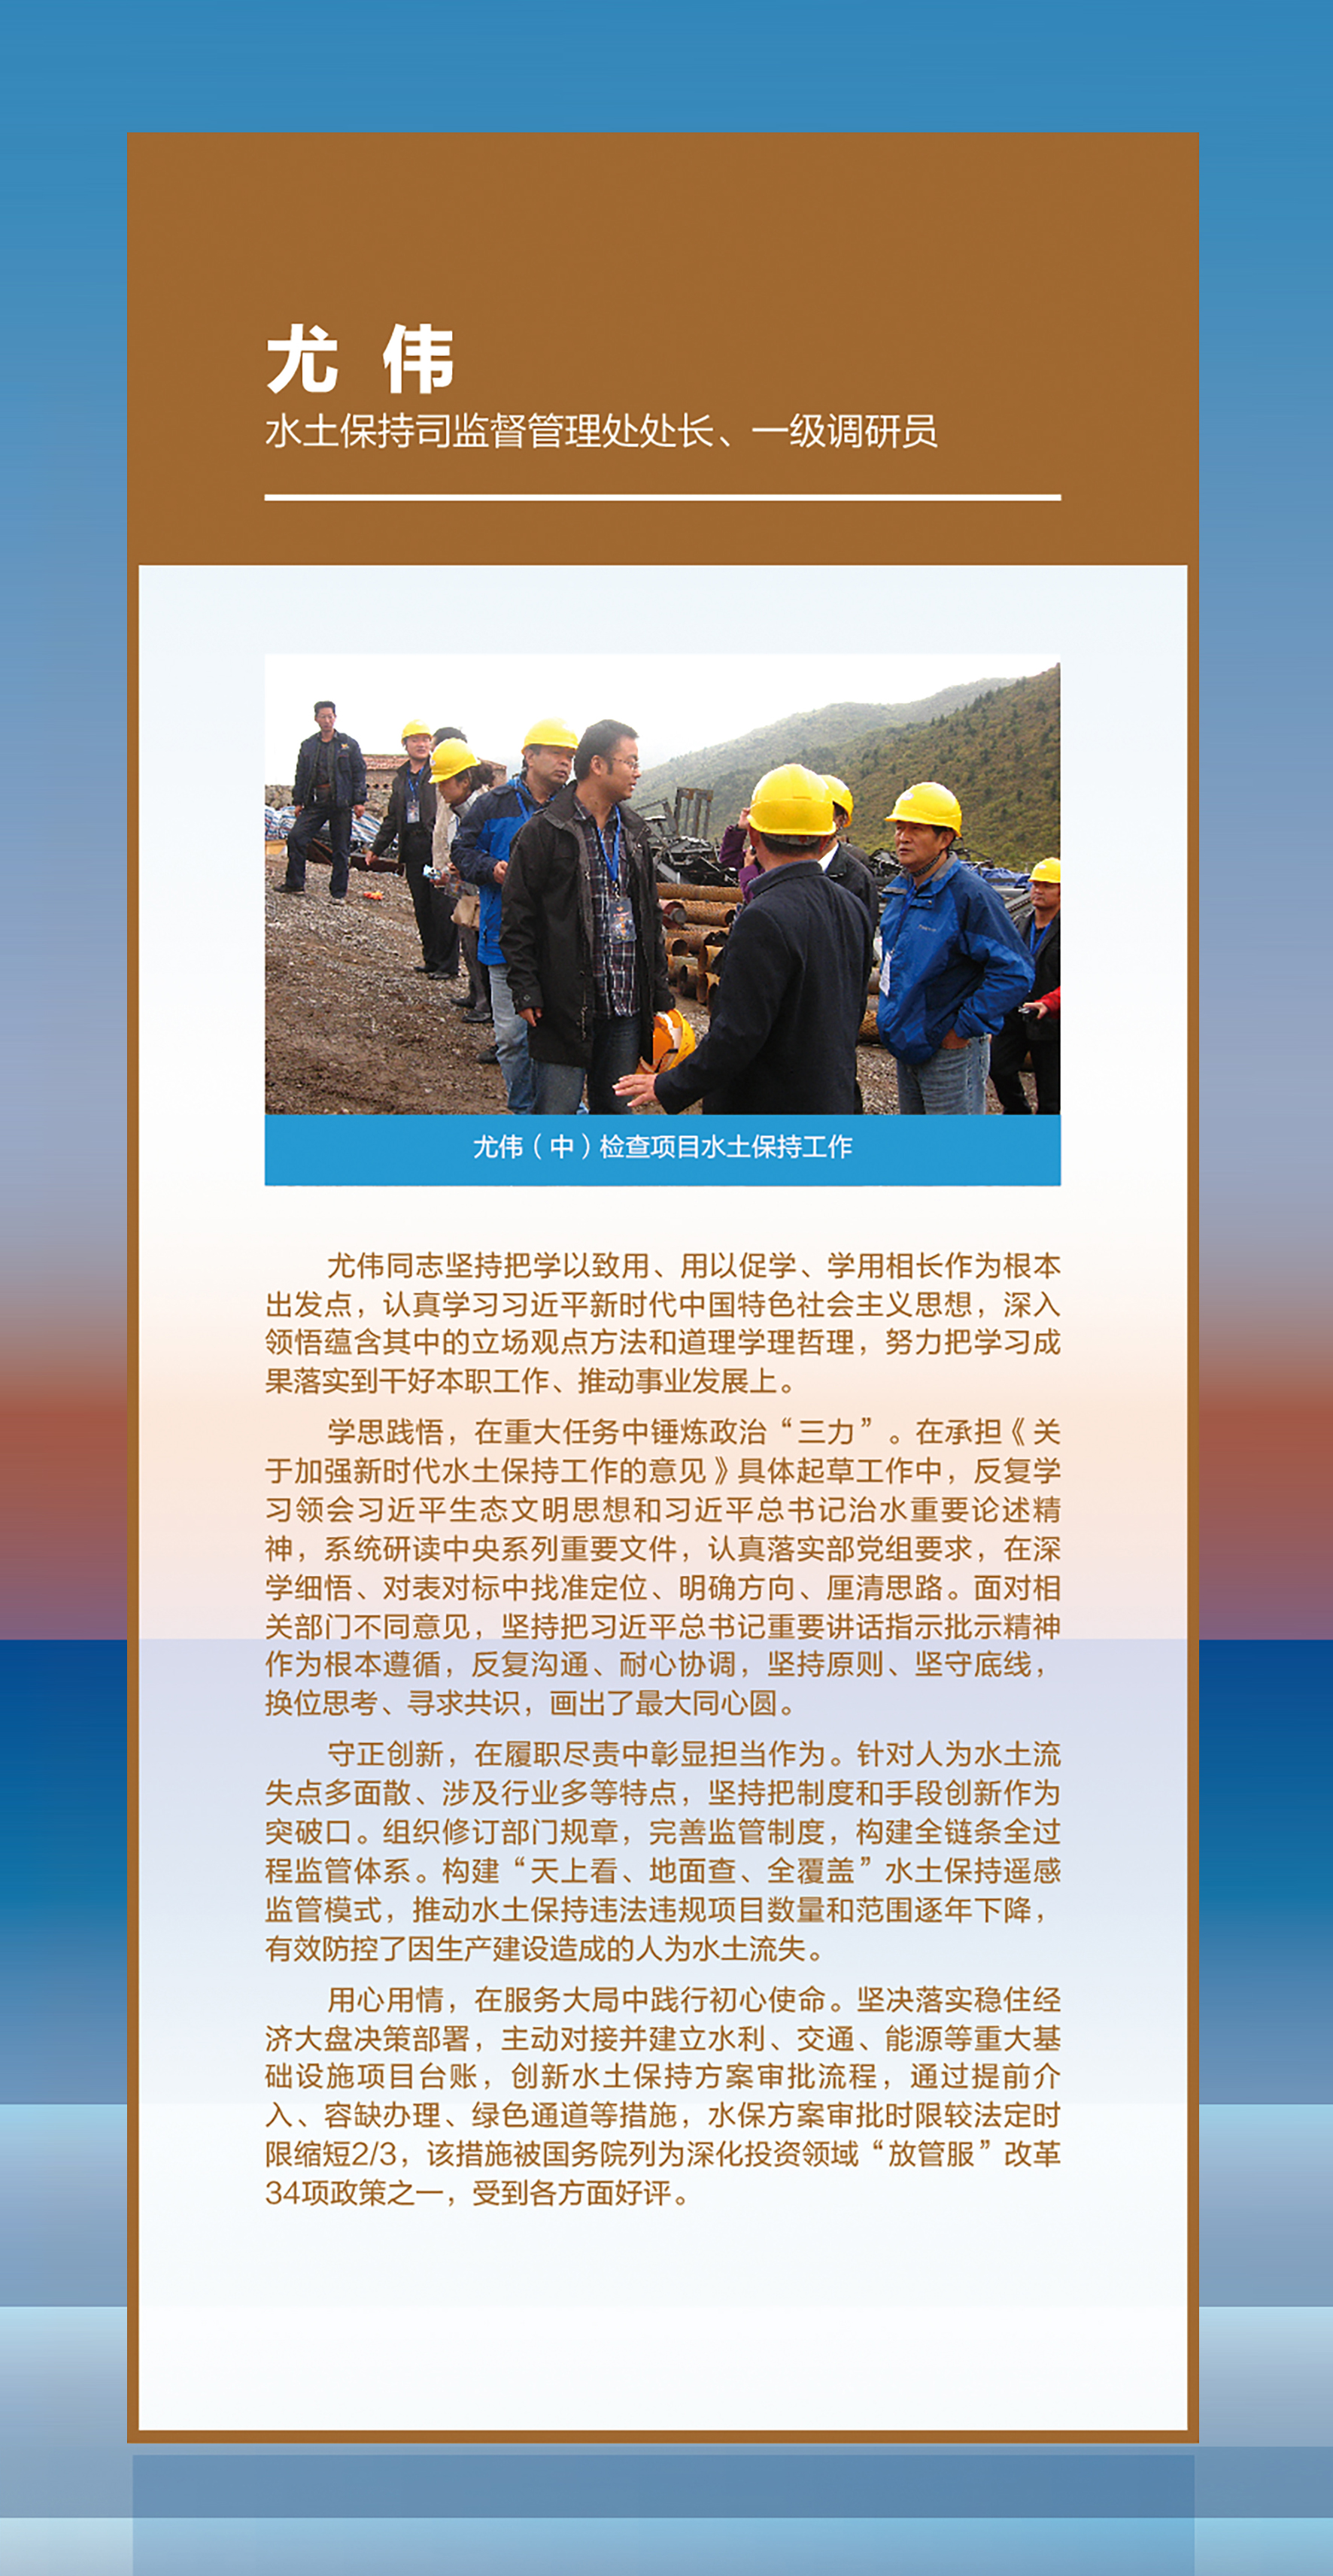 尤 伟
水土保持司监督管理处处长、一级调研员
尤伟（中）检查项目水土保持工作
尤伟同志坚持把学以致用、用以促学、学用相长作为根本
出发点，认真学习习近平新时代中国特色社会主义思想，深入
领悟蕴含其中的立场观点方法和道理学理哲理，努力把学习成
果落实到干好本职工作、推动事业发展上。
学思践悟，在重大任务中锤炼政治“三力”。在承担《关
于加强新时代水土保持工作的意见》具体起草工作中，反复学
习领会习近平生态文明思想和习近平总书记治水重要论述精
神，系统研读中央系列重要文件，认真落实部党组要求，在深
学细悟、对表对标中找准定位、明确方向、厘清思路。面对相
关部门不同意见，坚持把习近平总书记重要讲话指示批示精神
作为根本遵循，反复沟通、耐心协调，坚持原则、坚守底线，
换位思考、寻求共识，画出了最大同心圆。
守正创新，在履职尽责中彰显担当作为。针对人为水土流
失点多面散、涉及行业多等特点，坚持把制度和手段创新作为
突破口。组织修订部门规章，完善监管制度，构建全链条全过
程监管体系。构建“天上看、地面查、全覆盖”水土保持遥感
监管模式，推动水土保持违法违规项目数量和范围逐年下降，
有效防控了因生产建设造成的人为水土流失。
用心用情，在服务大局中践行初心使命。坚决落实稳住经
济大盘决策部署，主动对接并建立水利、交通、能源等重大基
础设施项目台账，创新水土保持方案审批流程，通过提前介
入、容缺办理、绿色通道等措施，水保方案审批时限较法定时
限缩短2/3，该措施被国务院列为深化投资领域“放管服”改革
34项政策之一，受到各方面好评。